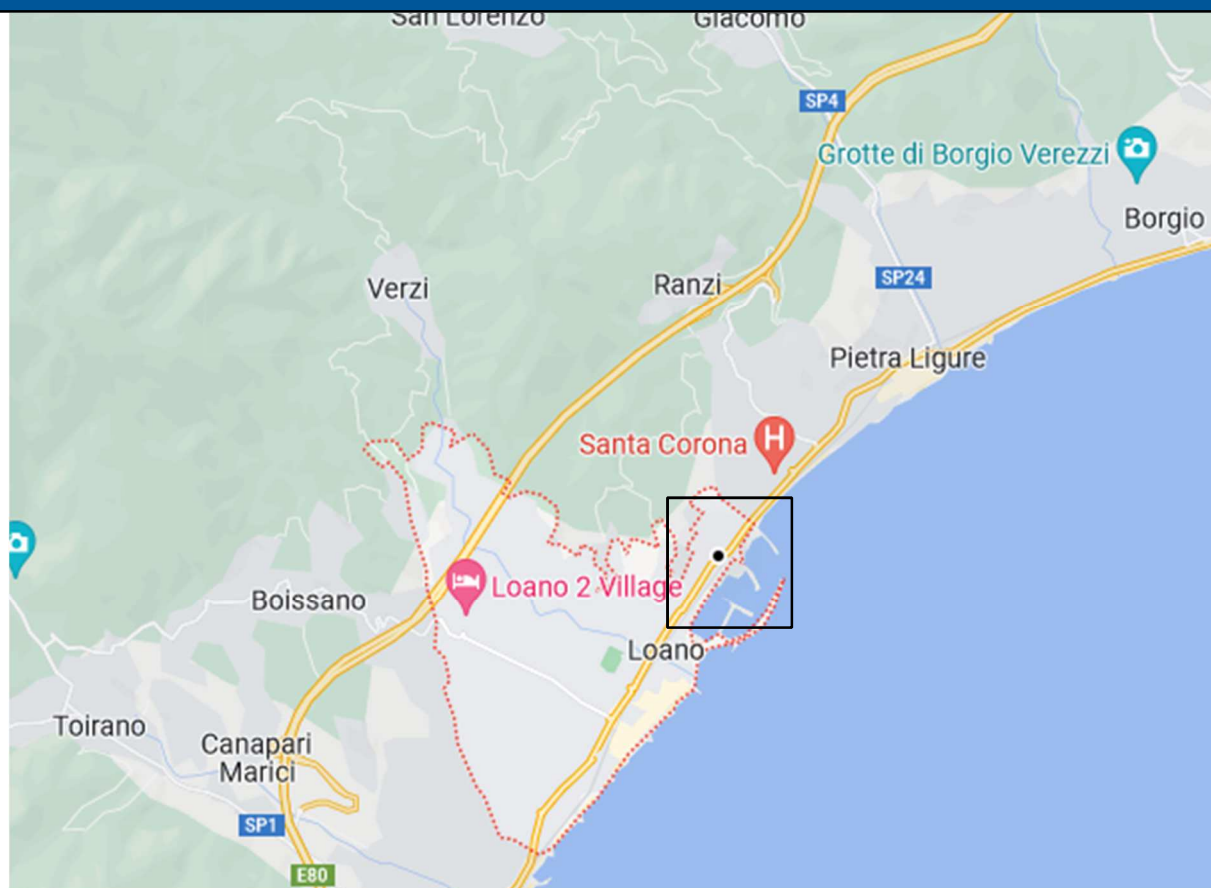 San Lorenzo
Giacomo
SP4
Grotte di Borgio Verezzi
Borgio
Verzi
Ranzi
SP24
Pietra Ligure
Santa Corona
H
Loano 2 Village
Boissano
Loano
Toirano
Canapari
Marici
SP1
E80